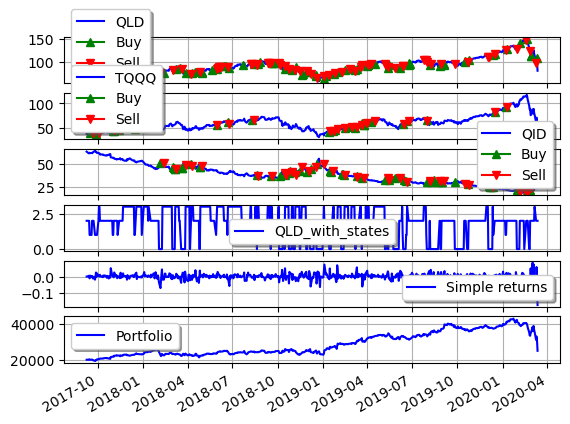 QLD
Buy
Sell
150
100
TQQQ
Buy
Sell
100
50
QID
Buy
Sell
50
25
2.5
0.0
QLD_with_states
0.0
−0.1
Simple returns
40000
20000
Portfolio
2017-10
2018-01
2018-04
2018-07
2018-10
2019-01
2019-04
2019-07
2019-10
2020-01
2020-04